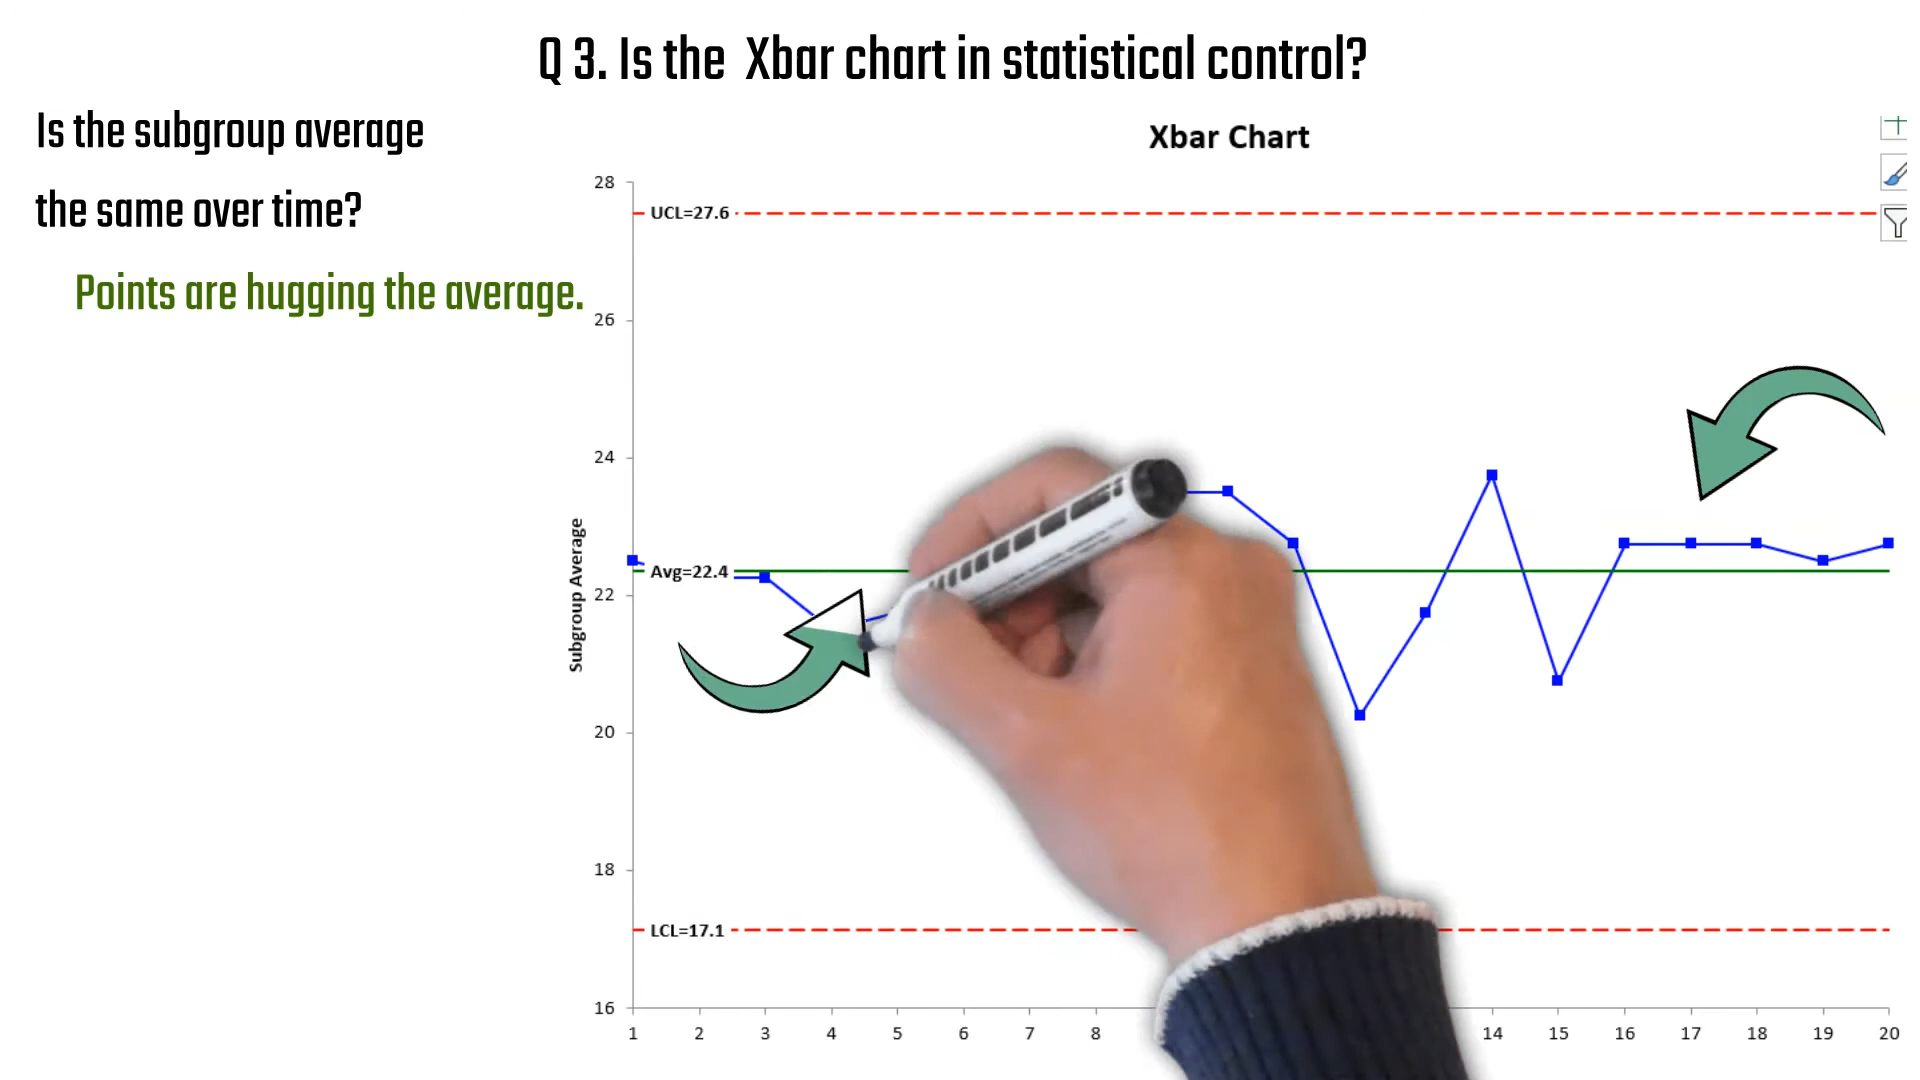 Q 3. Is the Xbar chart in statistical control?
Is the subgroup average
the same over time?
Points are hugging the average.
Xbar Chart
28
UCL=27.6
26
24
Avg=22.4
22
20
18
LCL=17.1
16
Subgroup Average
1 2 3 4 5 6 7 8 14 15 16 17 18 19 20